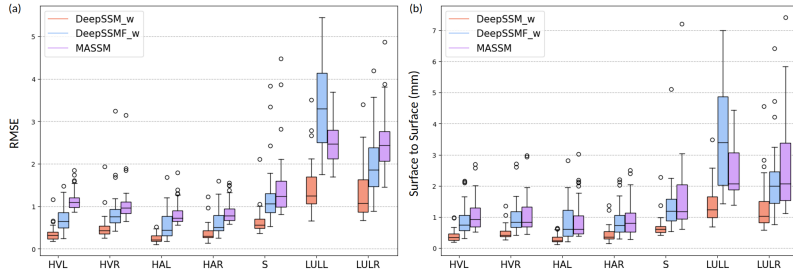 (a)
DeepSSM_w
DeepSSMF_w
MASSM
RMSE
5
4
3
2
1
0
HVL HVR HAL HAR S LULL LULR
(b)
DeepSSM_w
DeepSSMF_w
MASSM
Surface to Surface (mm)
7
6
5
4
3
2
1
0
HVL HVR HAL HAR S LULL LULR